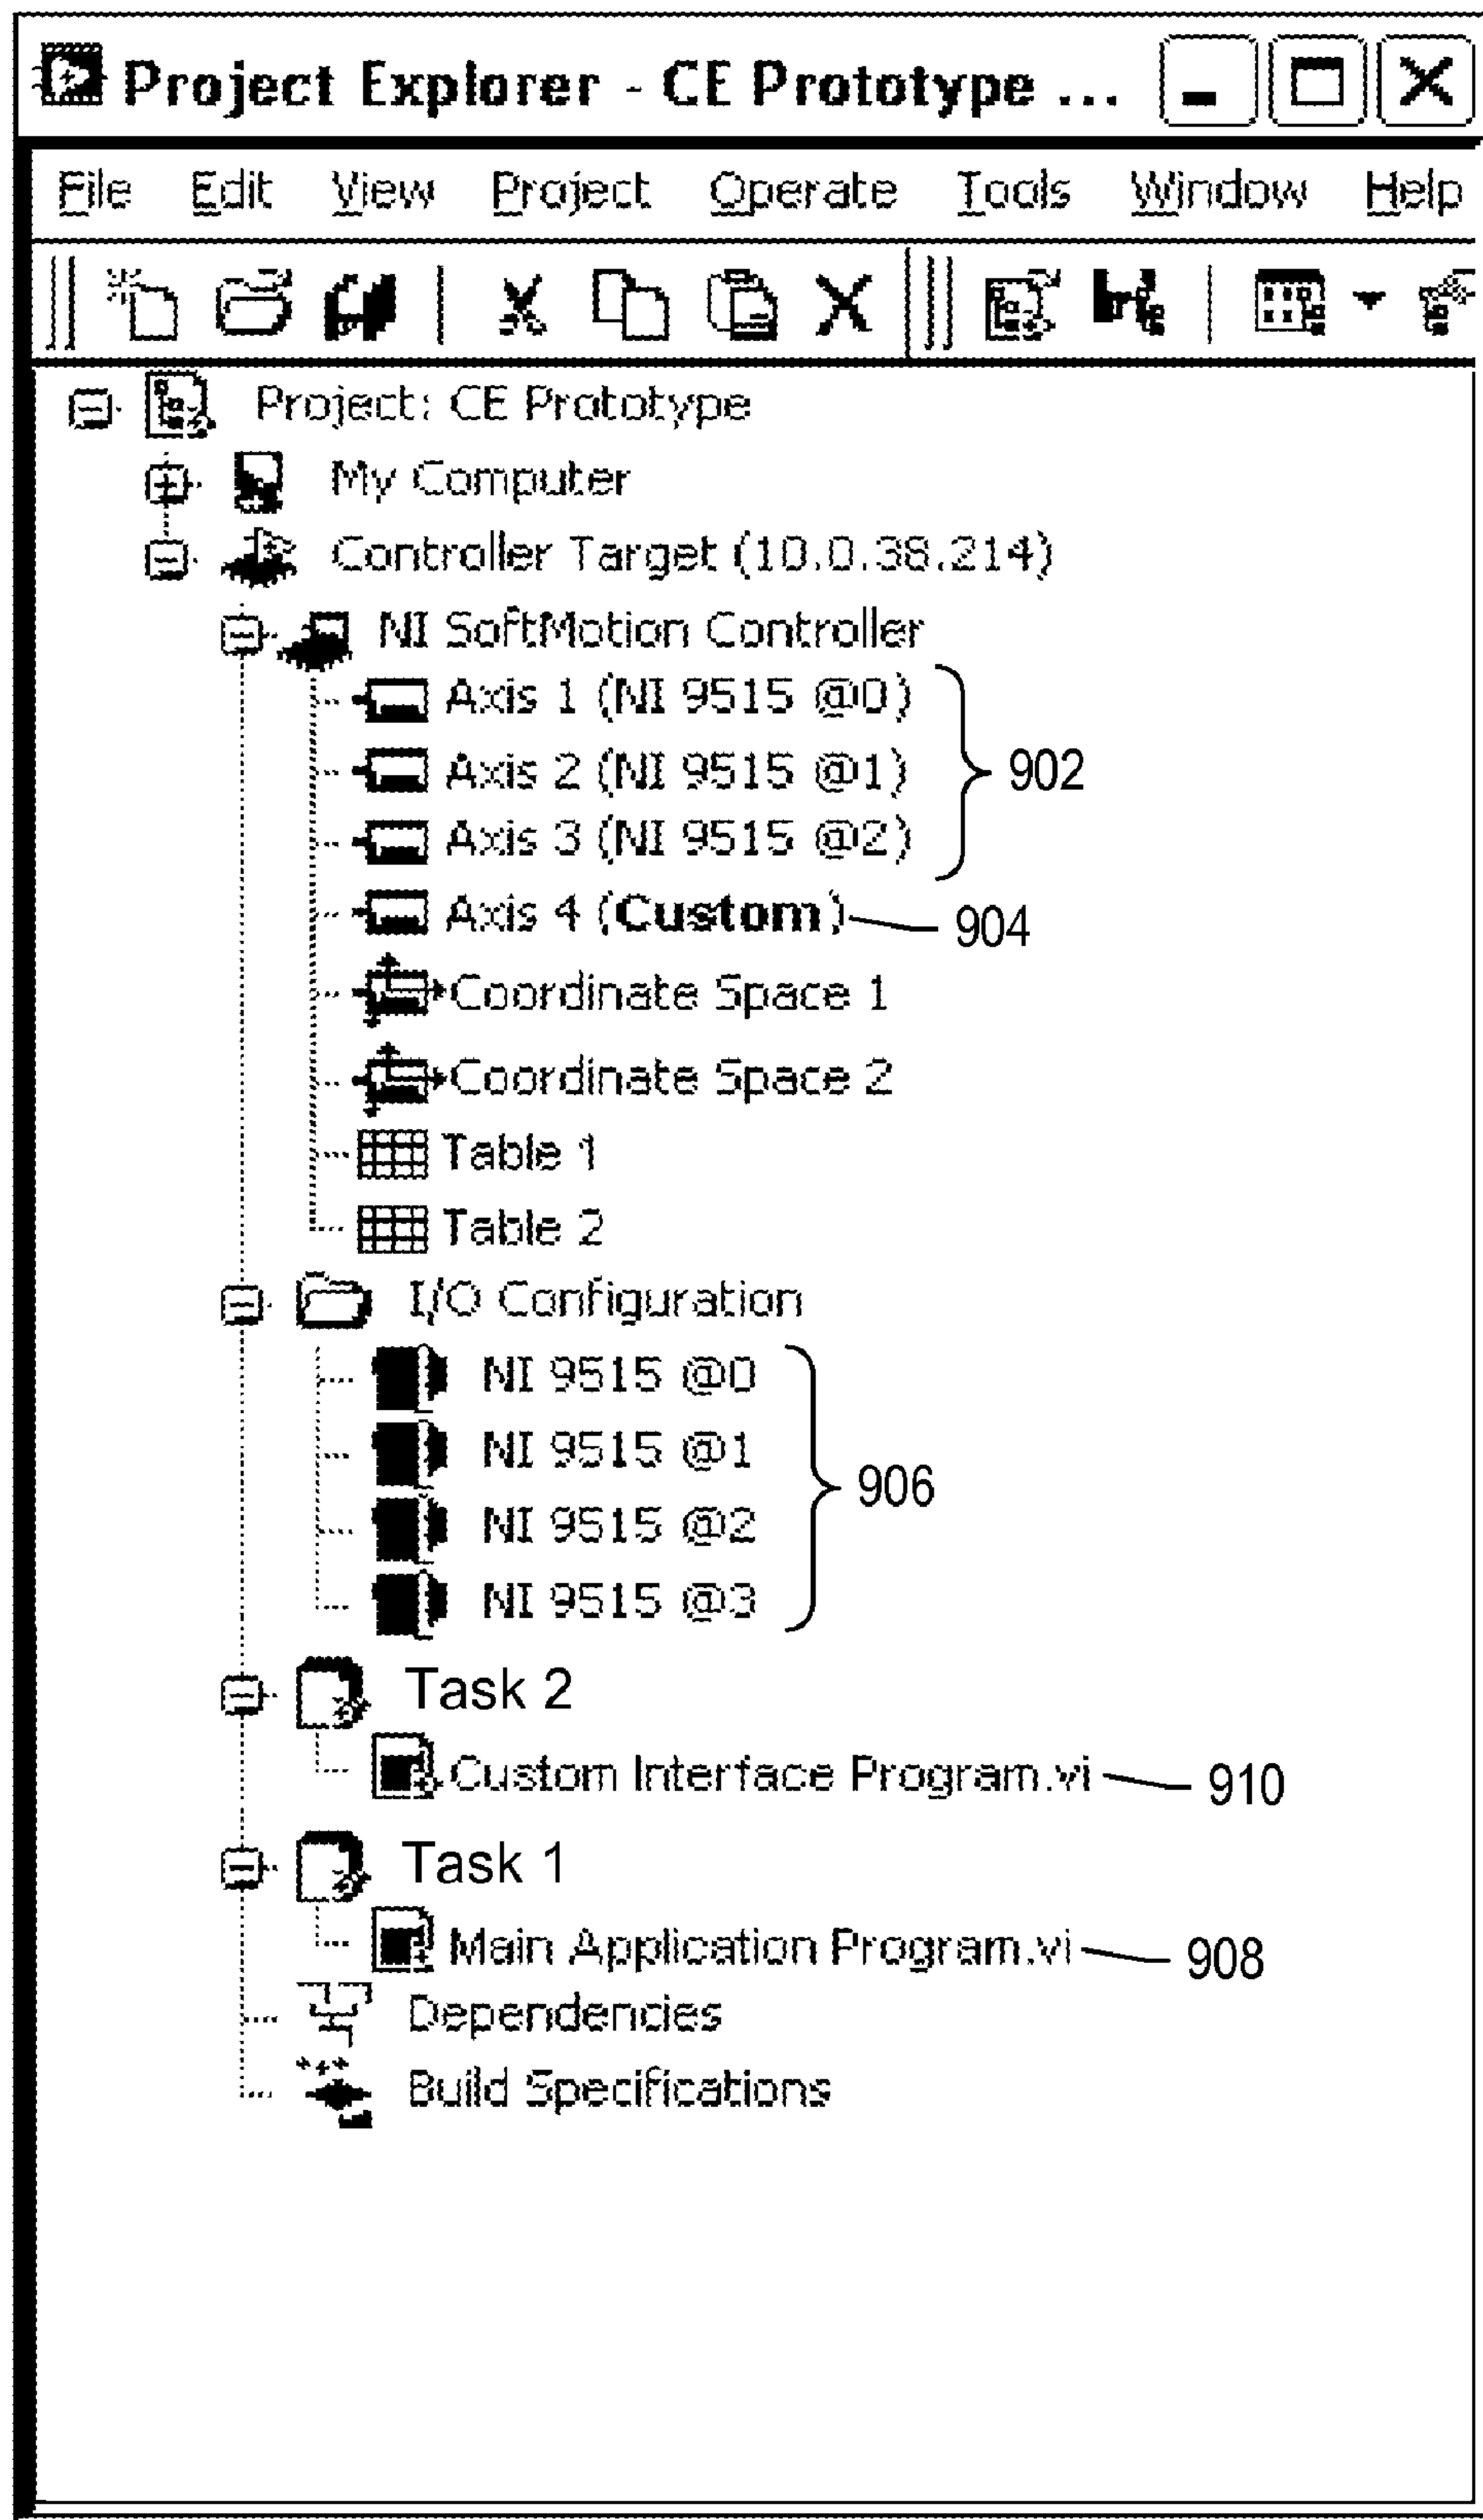 Project Explorer - CE Prototype ...
File Edit View Project Operate Tools Window Help
Project: CE Prototype
My Computer
Controller Target (10.0.38.214)
NI SoftMotion Controller
Axis 1 (NI 9515 @0)
Axis 2 (NI 9515 @1) 902
Axis 3 (NI 9515 @2)
Axis 4 (Custom) 904
Coordinate Space 1
Coordinate Space 2
Table 1
Table 2
I/O Configuration
NI 9515 @0
NI 9515 @1
906
NI 9515 @2
NI 9515 @3
Task 2
Custom Interface Program.vi 910
Task 1
Main Application Program.vi 908
Dependencies
Build Specifications